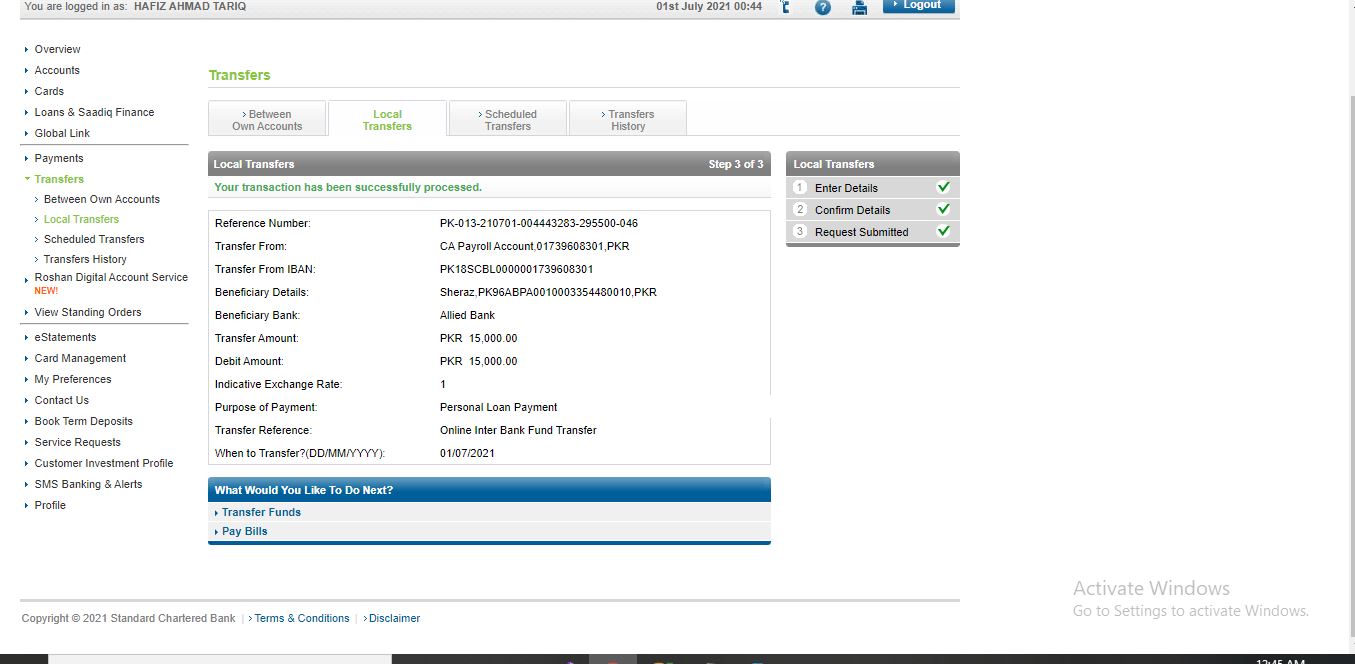 You are logged in as: HAFIZ AHMAD TARIQ
01st July 2021 00:44
?
Logout
Overview
Accounts
Cards
Loans & Saadiq Finance
Global Link
Payments
Transfers
Between Own Accounts
Local Transfers
Scheduled Transfers
Transfers History
Roshan Digital Account Service
NEW!
View Standing Orders
eStatements
Card Management
My Preferences
Contact Us
Book Term Deposits
Service Requests
Customer Investment Profile
SMS Banking & Alerts
Profile
Transfers
Between
Own Accounts
Local
Transfers
Scheduled
Transfers
Transfers
History
Local Transfers Step 3 of 3
Your transaction has been successfully processed.
Reference Number: PK-013-210701-004443283-295500-046
Transfer From: CA Payroll Account,01739608301,PKR
Transfer From IBAN: PK18SCBL0000001739608301
Beneficiary Details: Sheraz,PK96ABPA0010003354480010,PKR
Beneficiary Bank: Allied Bank
Transfer Amount: PKR 15,000.00
Debit Amount: PKR 15,000.00
Indicative Exchange Rate: 1
Purpose of Payment: Personal Loan Payment
Transfer Reference: Online Inter Bank Fund Transfer
When to Transfer?(DD/MM/YYYY): 01/07/2021
What Would You Like To Do Next?
Transfer Funds
Pay Bills
Local Transfers
1 Enter Details
2 Confirm Details
3 Request Submitted
Activate Windows
Go to Settings to activate Windows.
Copyright © 2021 Standard Chartered Bank | Terms & Conditions | Disclaimer
12:45 AM